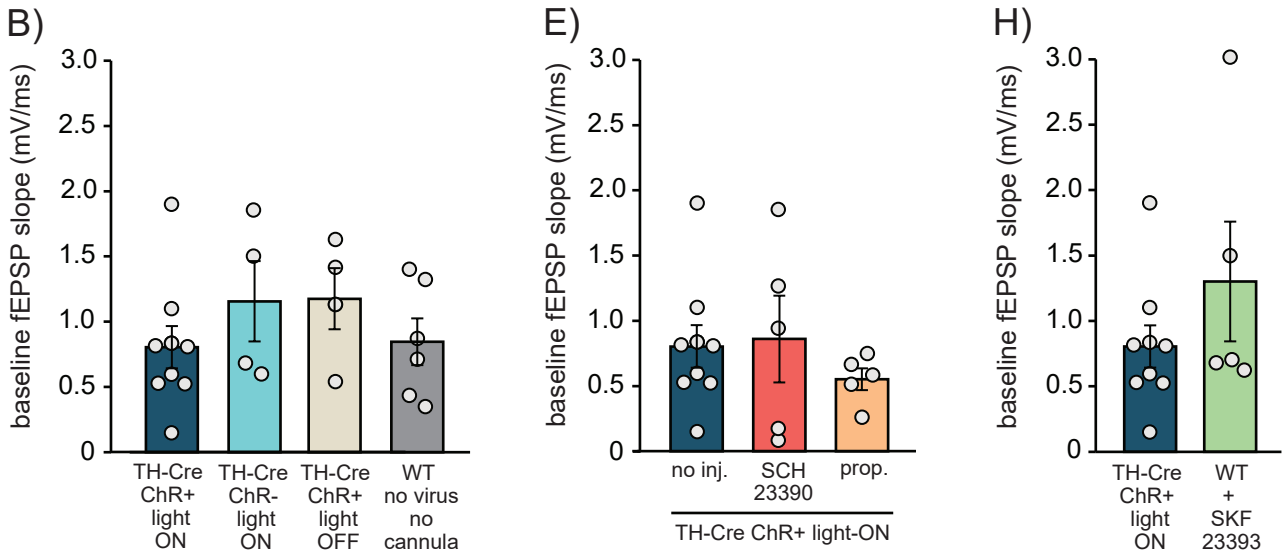 B)
baseline fEPSP slope (mV/ms)
3.0
2.5
2.0
1.5
1.0
0.5
0
TH-Cre
ChR+
light
ON
TH-Cre
ChR-
light
ON
TH-Cre
ChR+
light
OFF
WT
no virus
no
cannula
E)
baseline fEPSP slope (mV/ms)
3.0
2.5
2.0
1.5
1.0
0.5
0
no inj.
SCH
23390
prop.
TH-Cre ChR+ light-ON
H)
baseline fEPSP slope (mV/ms)
3.0
2.5
2.0
1.5
1.0
0.5
0
TH-Cre
ChR+
light
ON
WT
+
SKF
23393